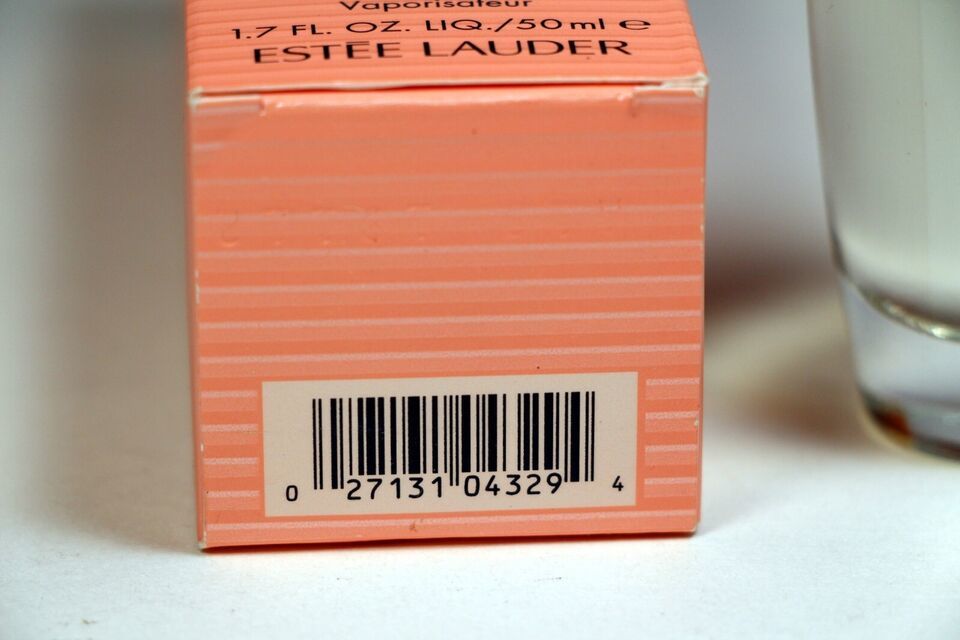 Vaporisateur
1.7 FL. OZ. LIQ./50 ml ℮
ESTĒE LAUDER
0 27131 04329 4